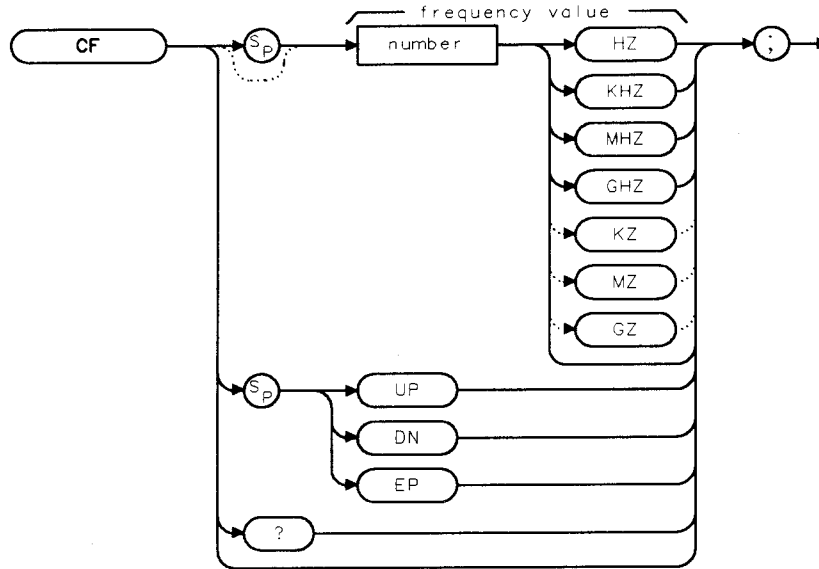 frequency value
CF
SP
number
HZ
;
KHZ
MHZ
GHZ
KZ
MZ
GZ
SP
UP
DN
EP
?